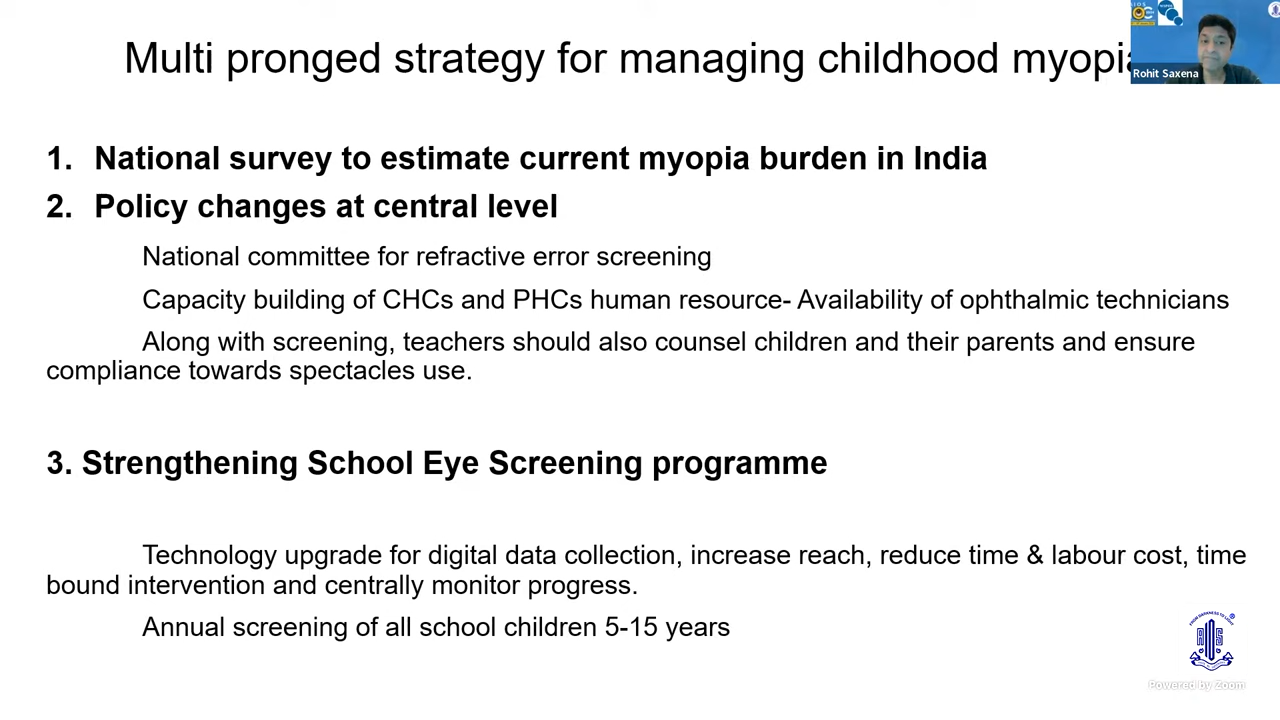 Multi pronged strategy for managing childhood myopia
Rohit Saxena
1. National survey to estimate current myopia burden in India
2. Policy changes at central level
National committee for refractive error screening
Capacity building of CHCs and PHCs human resource- Availability of ophthalmic technicians
Along with screening, teachers should also counsel children and their parents and ensure
compliance towards spectacles use.
3. Strengthening School Eye Screening programme
Technology upgrade for digital data collection, increase reach, reduce time & labour cost, time
bound intervention and centrally monitor progress.
Annual screening of all school children 5-15 years
Powered by Zoom